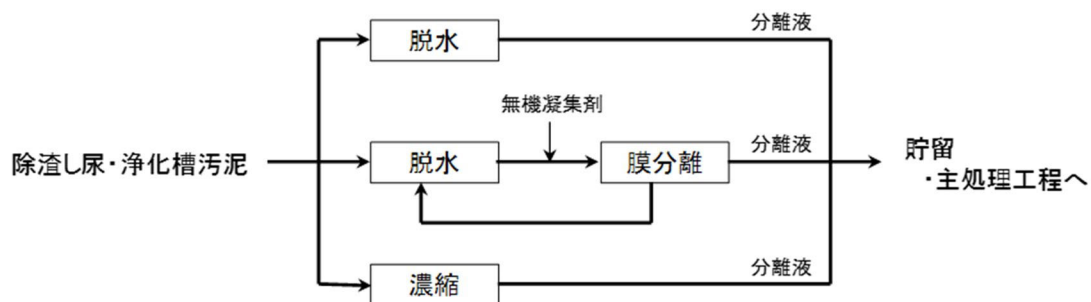 脱水
分離液
無機凝集剤
除渣し尿・浄化槽汚泥
脱水
膜分離
分離液
貯留
・主処理工程へ
濃縮
分離液